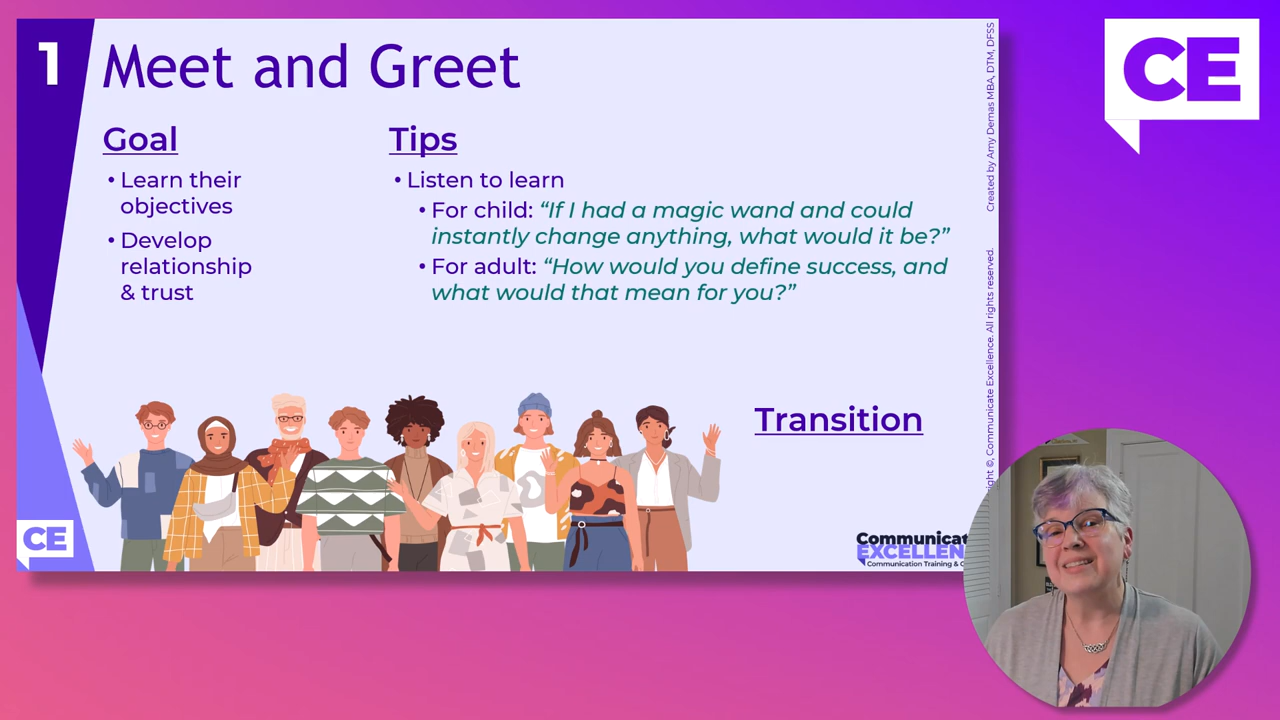 1
Meet and Greet
Goal
• Learn their
objectives
• Develop
relationship
& trust
Tips
• Listen to learn
• For child: “If I had a magic wand and could
instantly change anything, what would it be?”
• For adult: “How would you define success, and
what would that mean for you?”
Transition
CE
Communicat
EXCELLEN
Communication Training &
Created by Amy Demas MBA, DTM, DFSS
©, Communicate Excellence. All rights reserved.
CE